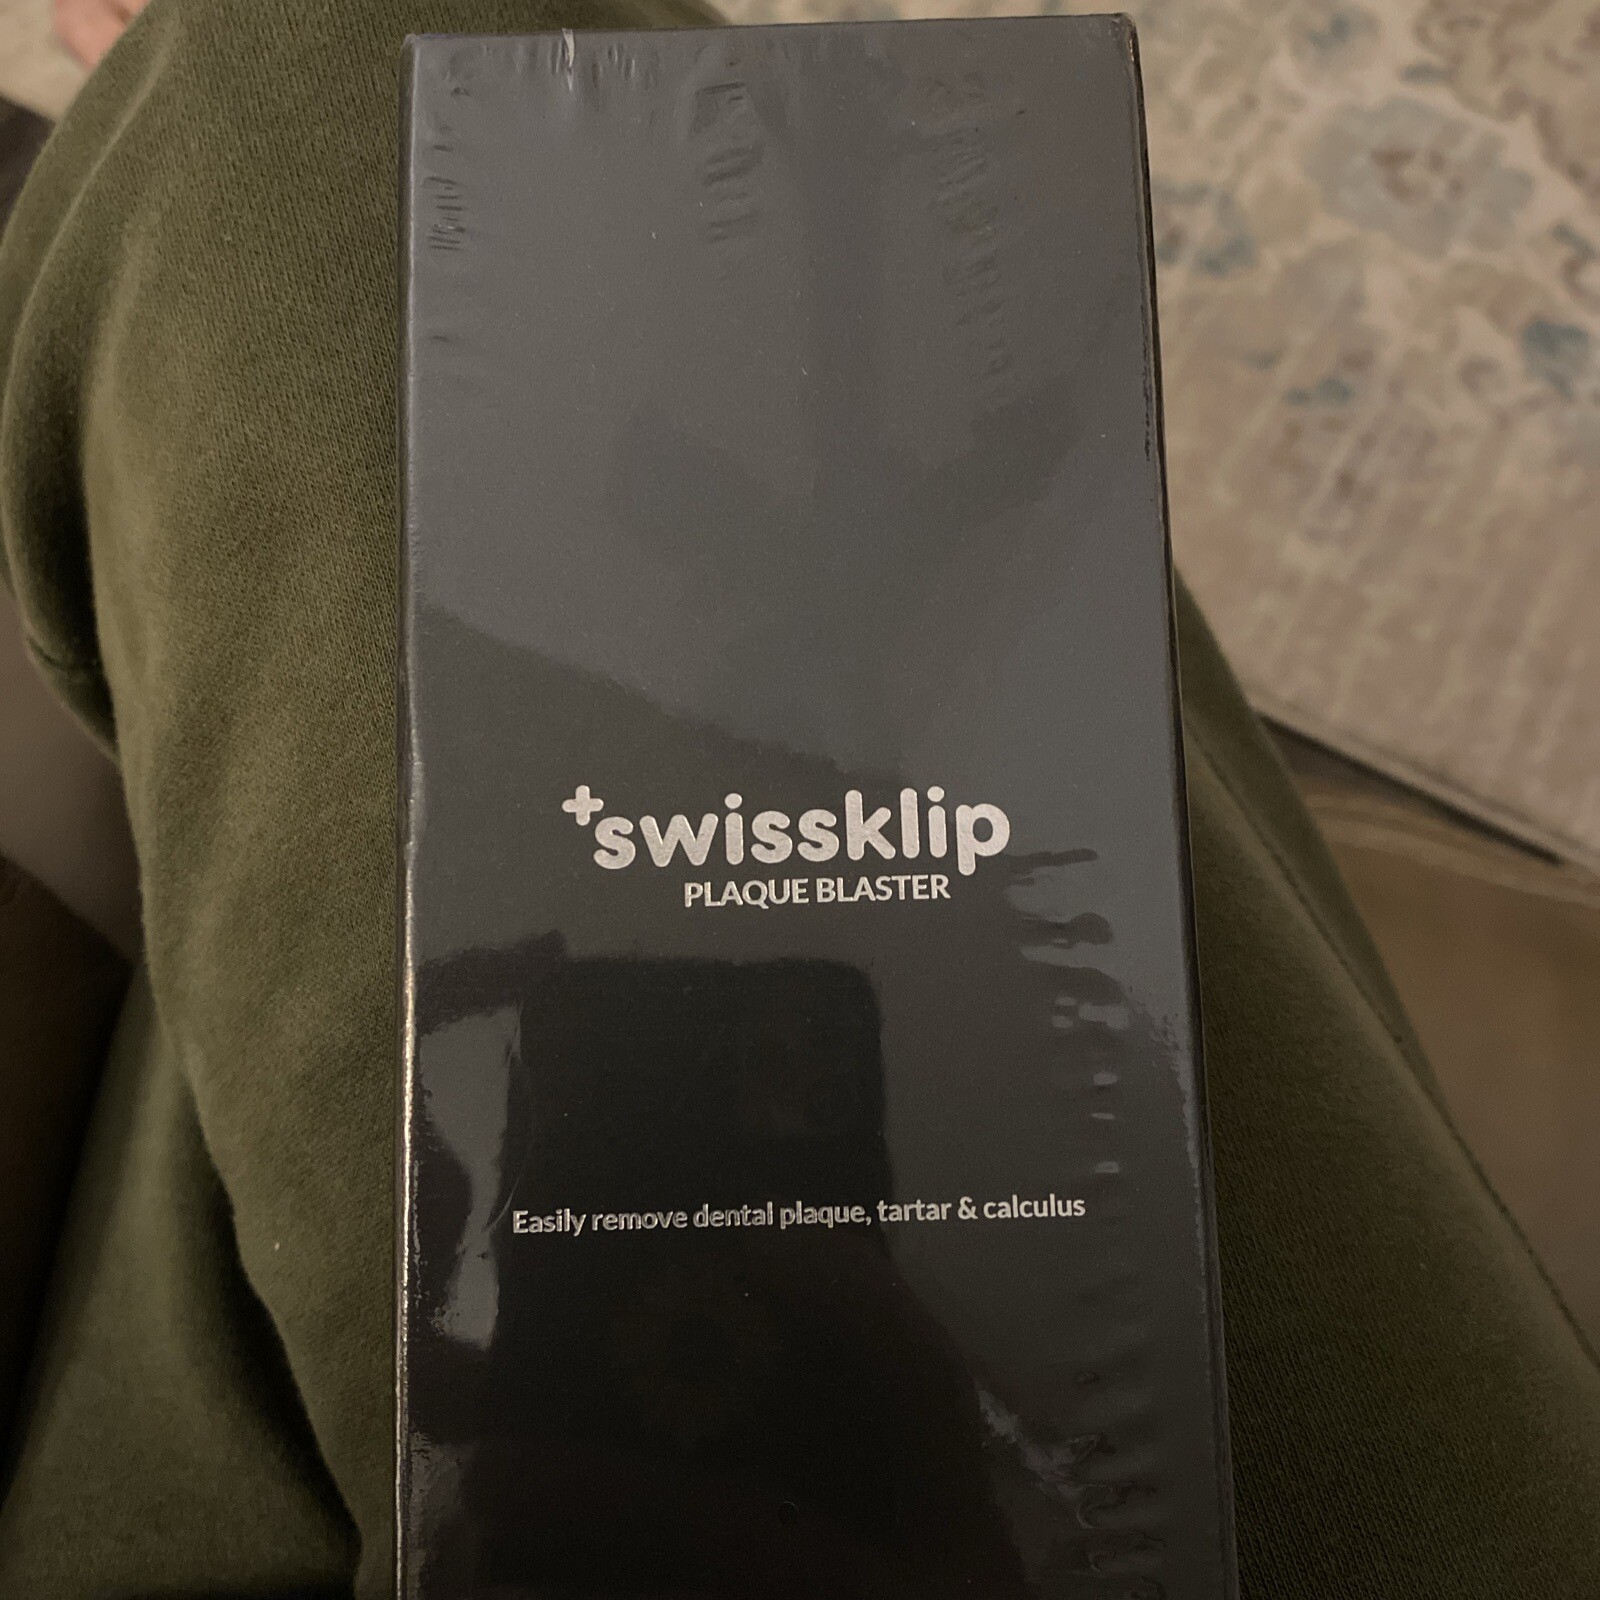 swissklip
PLAQUE BLASTER
Easily remove dental plaque, tartar & calculus